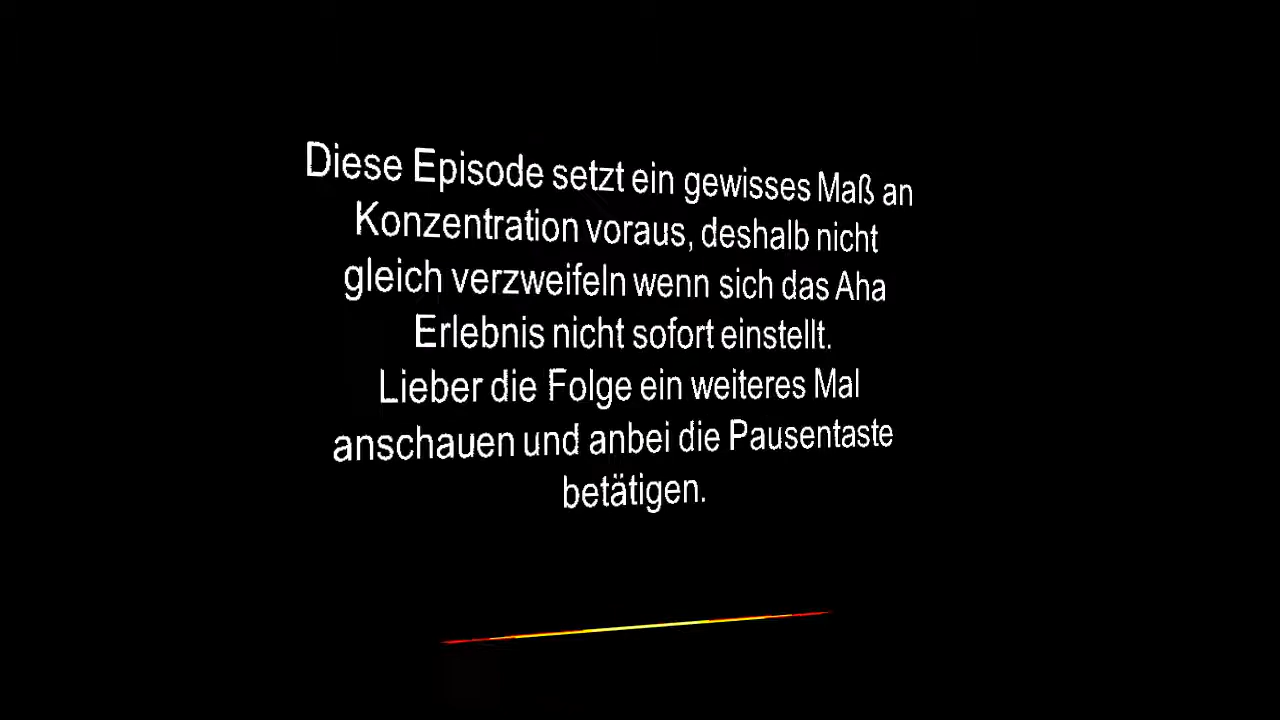 Diese Episode setzt ein gewisses Maß an
Konzentration voraus, deshalb nicht
gleich verzweifeln wenn sich das Aha
Erlebnis nicht sofort einstellt.
Lieber die Folge ein weiteres Mal
anschauen und anbei die Pausentaste
betätigen.